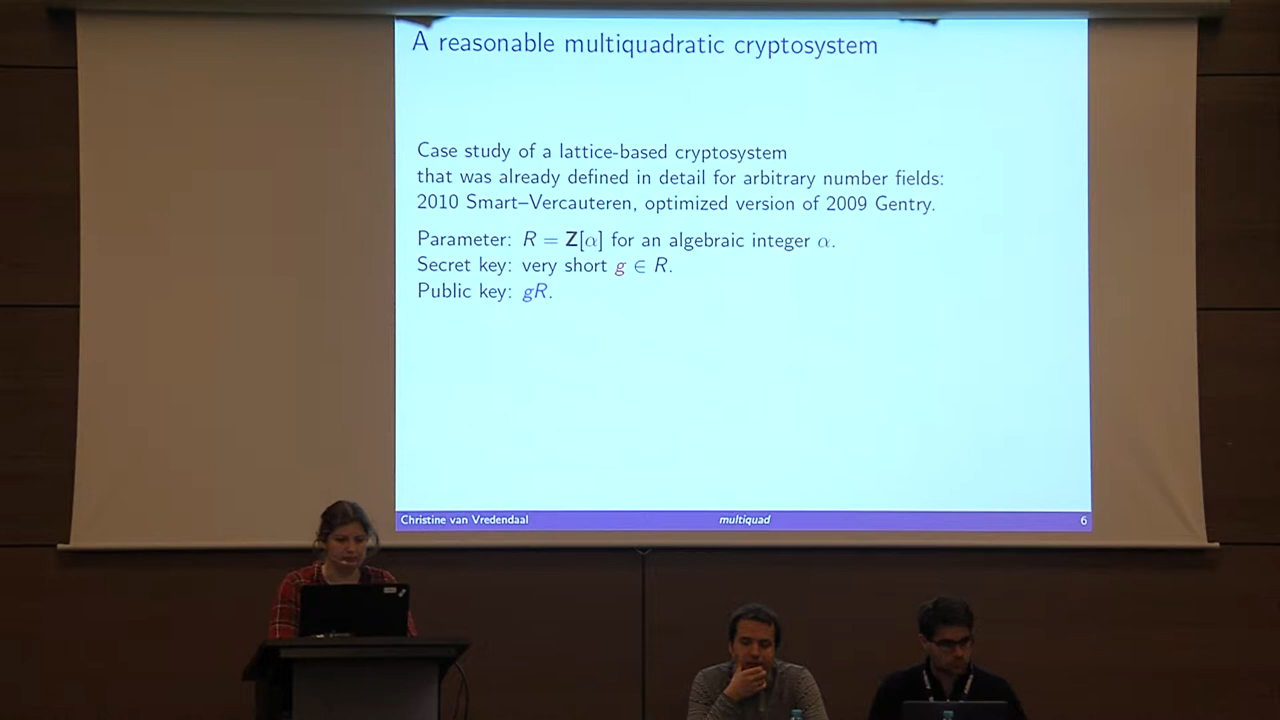 A reasonable multiquadratic cryptosystem
Case study of a lattice-based cryptosystem
that was already defined in detail for arbitrary number fields:
2010 Smart–Vercauteren, optimized version of 2009 Gentry.
Parameter: R = Z[α] for an algebraic integer α.
Secret key: very short g ∈ R.
Public key: gR.
Christine van Vredendaal
multiquad
6